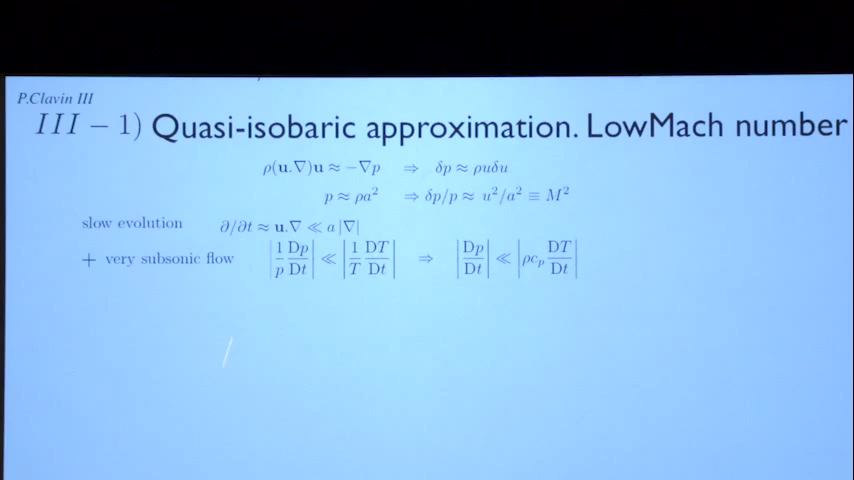 P.Clavin III
III − 1) Quasi-isobaric approximation. LowMach number
ρ(u.∇)u ≈ −∇p ⇒ δp ≈ ρuδu
p ≈ ρa² ⇒ δp/p ≈ u²/a² ≡ M²
slow evolution ∂/∂t ≈ u.∇ ≪ a|∇|
+ very subsonic flow |1/p Dp/Dt| ≪ |1/T DT/Dt| ⇒ |Dp/Dt| ≪ |ρcₚ DT/Dt|